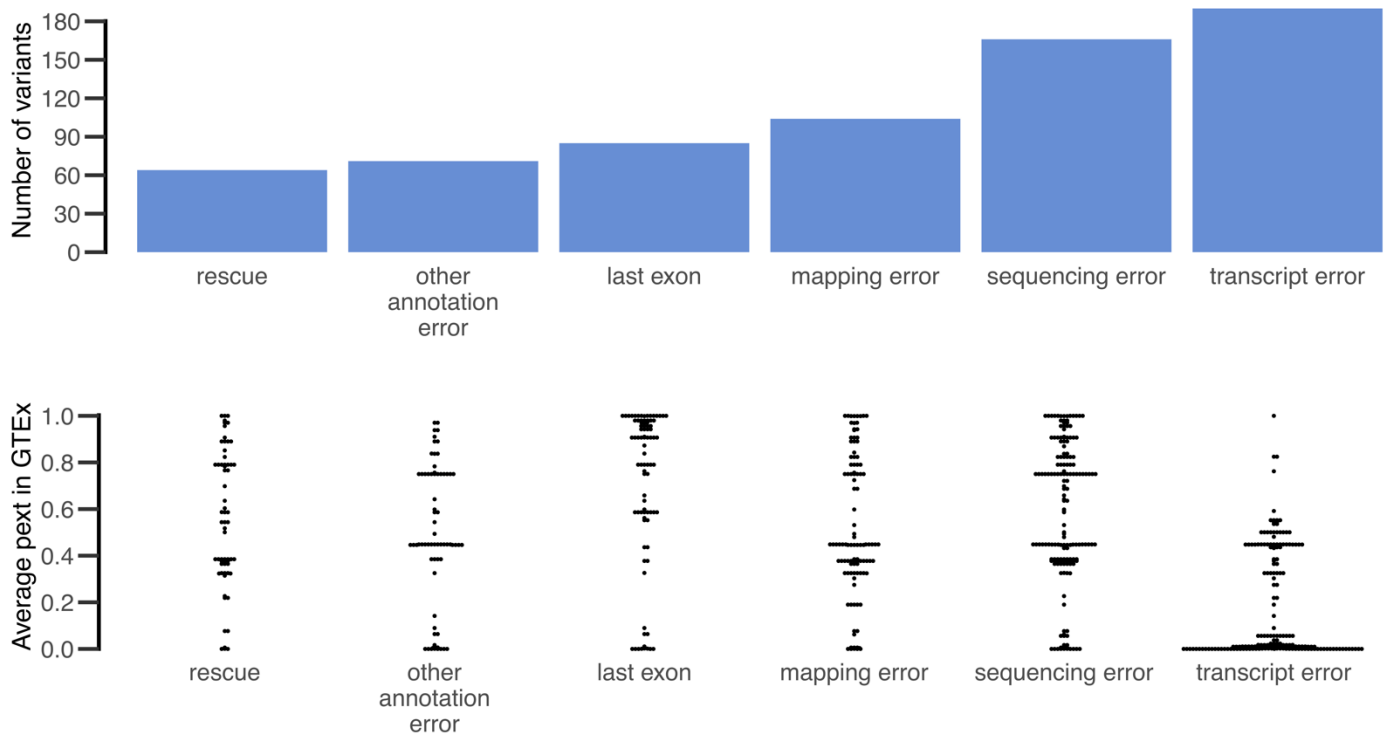 Number of variants
180
150
120
90
60
30
0
rescue
other
annotation
error
last exon
mapping error
sequencing error
transcript error
Average pext in GTEx
1.0
0.8
0.6
0.4
0.2
0.0
rescue
other
annotation
error
last exon
mapping error
sequencing error
transcript error